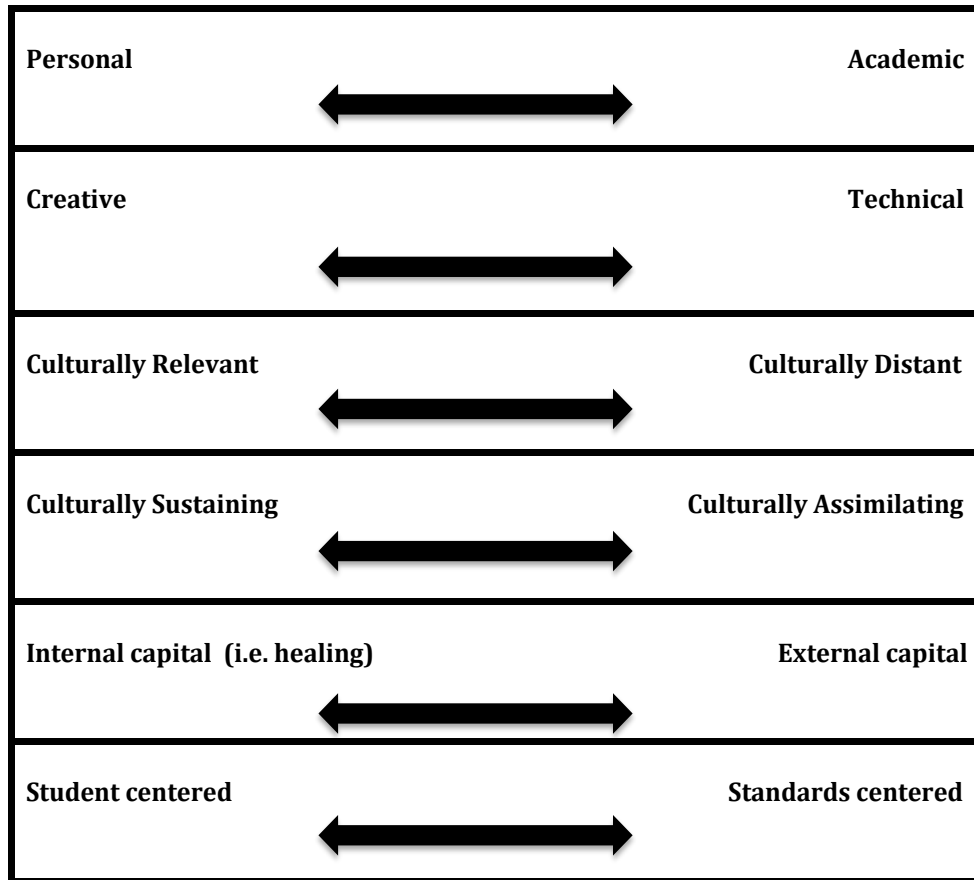 Personal Academic
Creative Technical
Culturally Relevant Culturally Distant
Culturally Sustaining Culturally Assimilating
Internal capital (i.e. healing) External capital
Student centered Standards centered